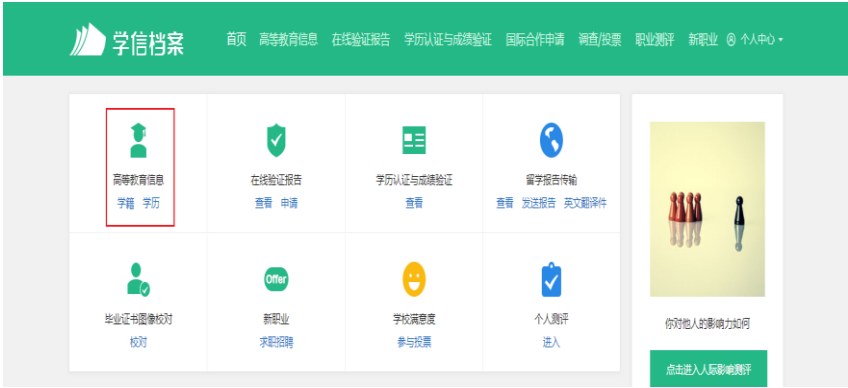 学信档案
首页 高等教育信息 在线验证报告 学历认证与成绩验证 国际合作申请 调查/投票 职业测评 新职业 个人中心
高等教育信息
学籍 学历
在线验证报告
查看 申请
学历认证与成绩验证
查看
留学报告传输
查看 发送报告 英文翻译件
毕业证书图像校对
校对
Offer
新职业
求职招聘
学校满意度
参与投票
个人测评
进入
你对他人的影响力如何
点击进入人际影响测评